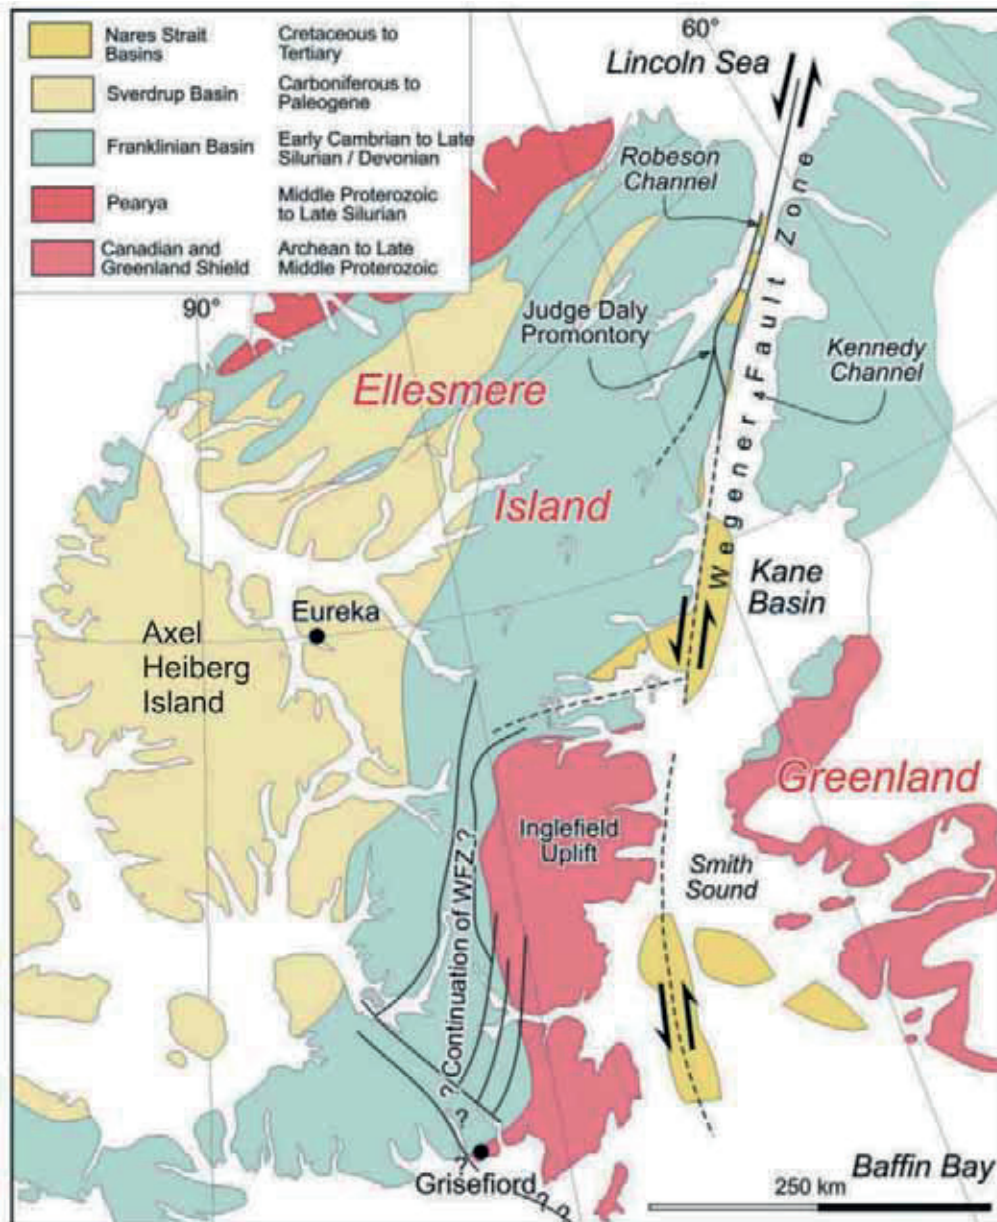 Nares Strait Basins
Cretaceous to Tertiary
Sverdrup Basin
Carboniferous to Paleogene
Franklinian Basin
Early Cambrian to Late Silurian / Devonian
Pearya
Middle Proterozoic to Late Silurian
Canadian and Greenland Shield
Archean to Late Middle Proterozoic
60°
Lincoln Sea
Robeson
Channel
90°
Judge Daly
Promontory
Kennedy
Channel
Wegener Fault Zone
Ellesmere
Island
Kane
Basin
Eureka
Axel
Heiberg
Island
Greenland
Inglefield
Uplift
Smith
Sound
? Continuation of WFZ ?
?
?
Grisefiord
? ?
Baffin Bay
250 km